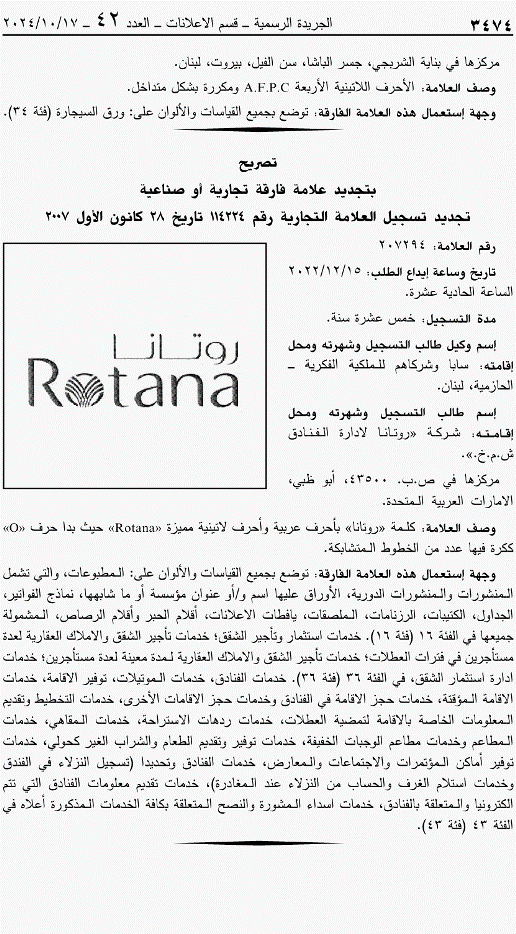 ٣٤٧٤ الجريدة الرسمية ــ قسم الاعلانات ــ العدد ٤٢ ــ ٢٠٢٤/١٠/١٧
مركزها في بناية الشربجي، جسر الباشا، سن الفيل، بيروت، لبنان.
وصف العلامة: الأحرف اللاتينية الأربعة A.F.P.C ومكررة بشكل متداخل.
وجهة إستعمال هذه العلامة الفارقة: توضع بجميع القياسات والألوان على: ورق السيجارة (فئة ٣٤).
تصريح
بتجديد علامة فارقة تجارية أو صناعية
تجديد تسجيل العلامة التجارية رقم ١١٤٢٢٤ تاريخ ٢٨ كانون الأول ٢٠٠٧
رقم العلامة: ٢٠٧٢٩٤
تاريخ وساعة إيداع الطلب: ٢٠٢٢/١٢/١٥
الساعة الحادية عشرة.
مدة التسجيل: خمس عشرة سنة.
إسم وكيل طالب التسجيل وشهرته ومحل
إقامته: سابا وشركاهم للملكية الفكرية ــ
الحازمية، لبنان.
إسم طالب التسجيل وشهرته ومحل
إقامته: شركة «روتانا لادارة الفنادق
ش.م.خ.».
مركزها في ص.ب. ٤٣٥٠٠، أبو ظبي،
الامارات العربية المتحدة.
روتانا
Rotana
وصف العلامة: كلمة «روتانا» بأحرف عربية وأحرف لاتينية مميزة «Rotana» حيث بدا حرف «O»
ككرة فيها عدد من الخطوط المتشابكة.
وجهة إستعمال هذه العلامة الفارقة: توضع بجميع القياسات والألوان على: المطبوعات، والتي تشمل
المنشورات والمنشورات الدورية، الأوراق عليها اسم و/أو عنوان مؤسسة أو ما شابهها، نماذج الفواتير،
الجداول، الكتيبات، الرزنامات، الملصقات، يافطات الاعلانات، أقلام الحبر وأقلام الرصاص، المشمولة
جميعها في الفئة ١٦ (فئة ١٦). خدمات استثمار وتأجير الشقق؛ خدمات تأجير الشقق والاملاك العقارية لعدة
مستأجرين في فترات العطلات؛ خدمات تأجير الشقق والاملاك العقارية لمدة معينة لعدة مستأجرين؛ خدمات
ادارة استثمار الشقق، في الفئة ٣٦ (فئة ٣٦). خدمات الفنادق، خدمات الموتيلات، توفير الاقامة، خدمات
الاقامة المؤقتة، خدمات حجز الاقامة في الفنادق وخدمات حجز الاقامات الأخرى، خدمات التخطيط وتقديم
المعلومات الخاصة بالاقامة لتمضية العطلات، خدمات ردهات الاستراحة، خدمات المقاهي، خدمات
المطاعم وخدمات مطاعم الوجبات الخفيفة، خدمات توفير وتقديم الطعام والشراب الغير كحولي، خدمات
توفير أماكن المؤتمرات والاجتماعات والمعارض، خدمات الفنادق وتحديدا (تسجيل النزلاء في الفندق
وخدمات استلام الغرف والحساب من النزلاء عند المغادرة)، خدمات تقديم معلومات الفنادق التي تتم
الكترونيا والمتعلقة بالفنادق، خدمات اسداء المشورة والنصح المتعلقة بكافة الخدمات المذكورة أعلاه في
الفئة ٤٣ (فئة ٤٣).